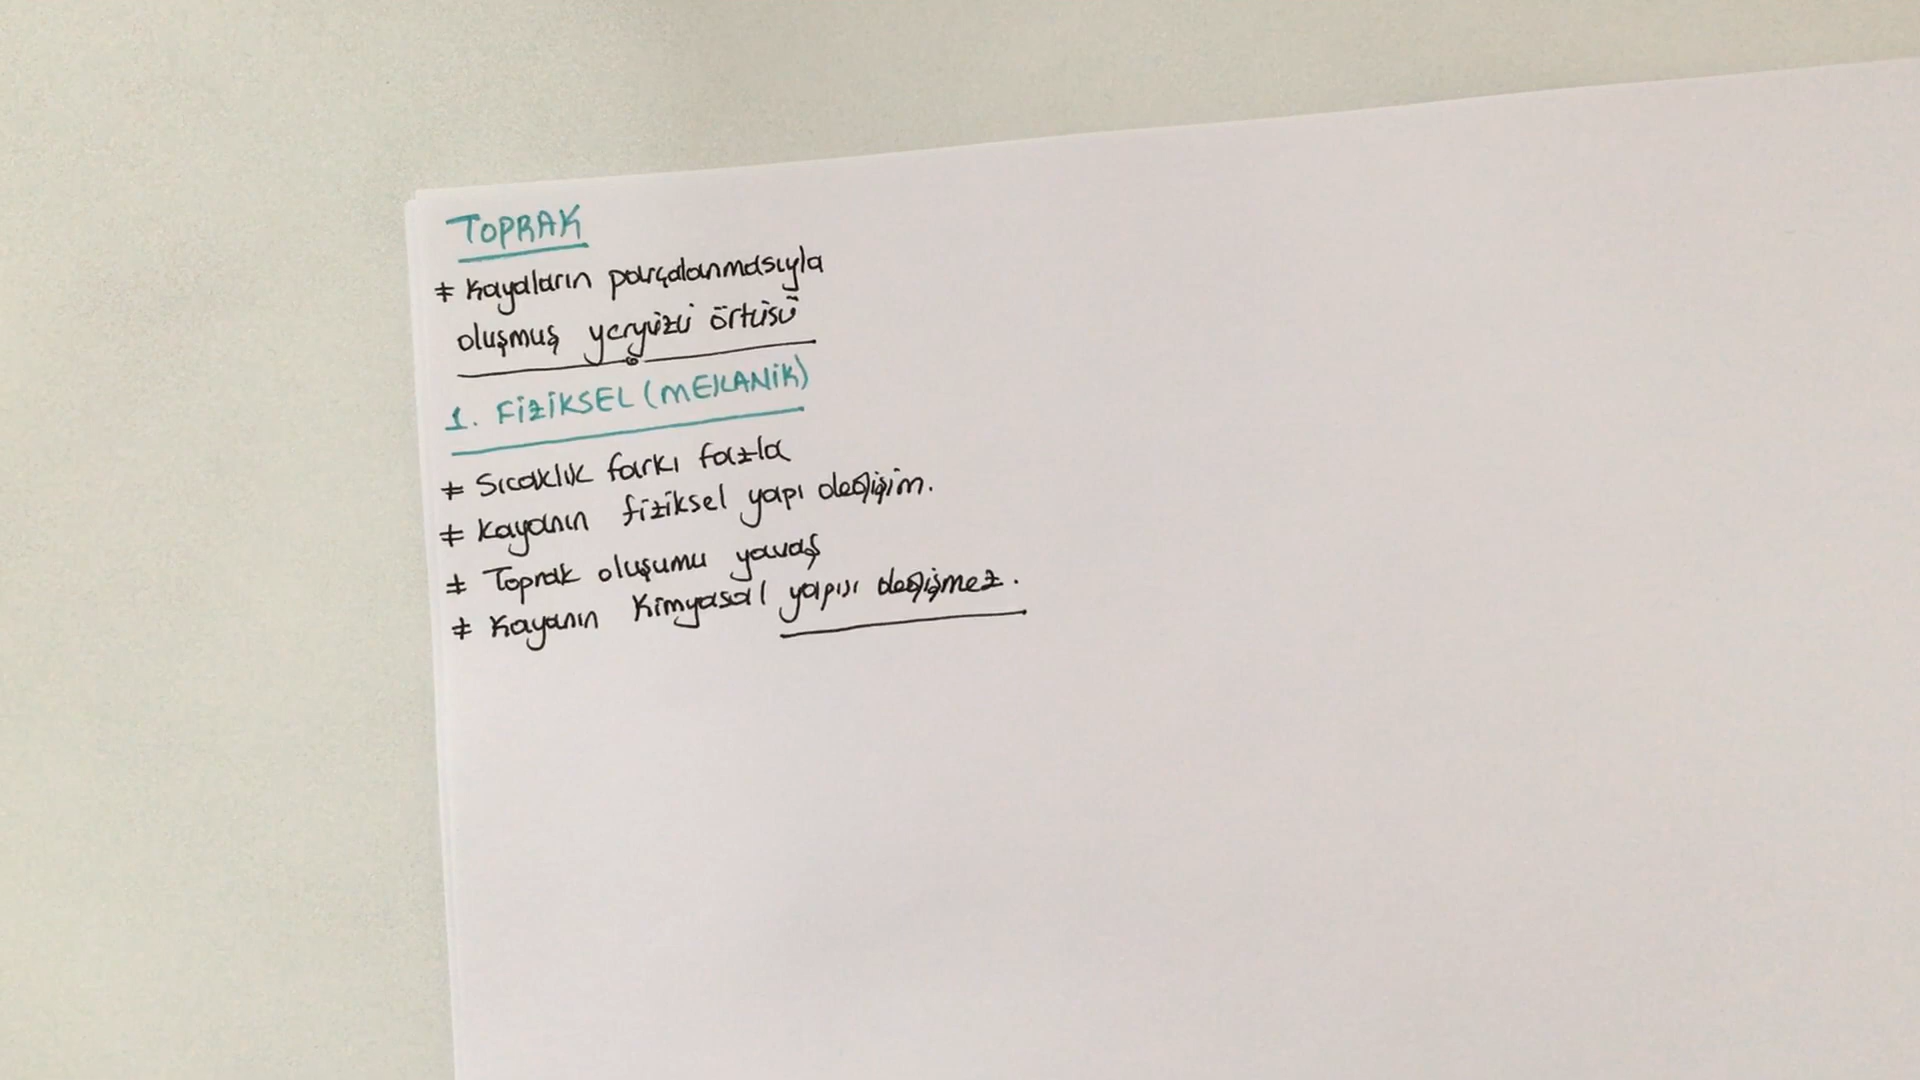 TOPRAK
* Kayaların parçalanmasıyla
oluşmuş yeryüzü örtüsü
1. FİZİKSEL (MEKANİK)
* Sıcaklık farkı fazla
* Kayanın fiziksel yapı değişim.
* Toprak oluşumu yavaş
* Kayanın Kimyasal yapısı değişmez.